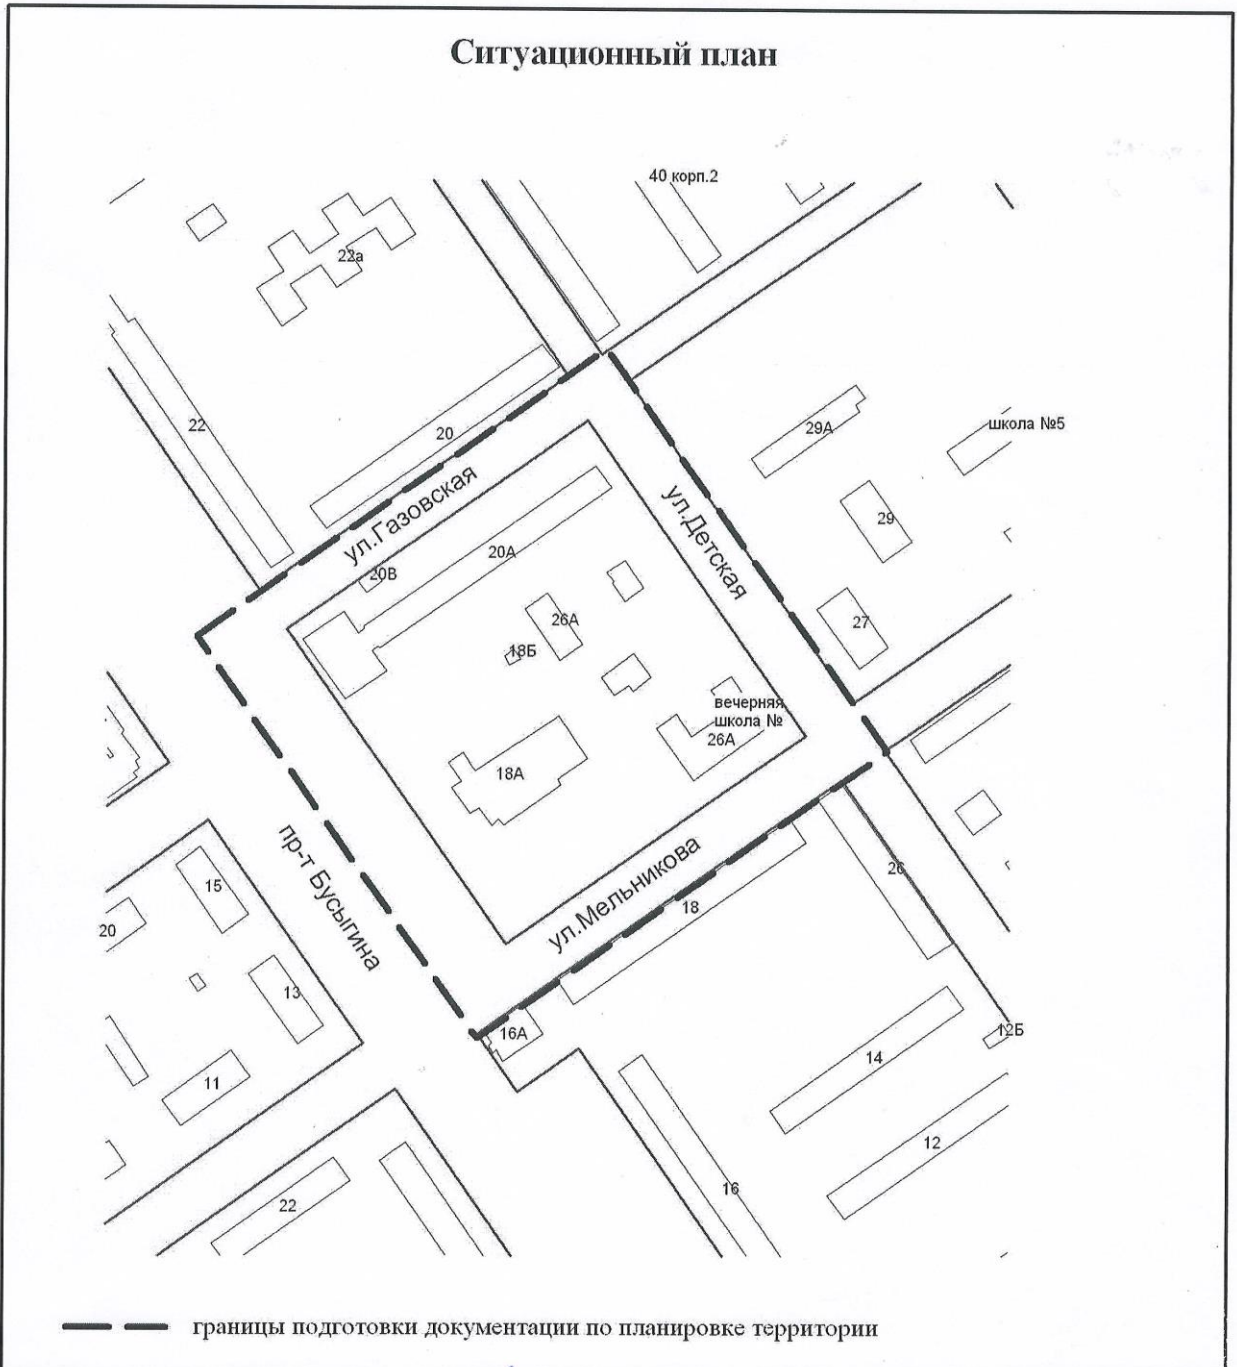 Ситуационный план
40 корп.2
22а
22
20
29А
школа №5
ул.Газовская
ул.Детская
20А
29
20В
26А
27
18Б
вечерняя
школа №
26А
18А
пр-т Бусыгина
ул.Мельникова
15
26
18
20
13
16А
12Б
14
11
12
16
22
границы подготовки документации по планировке территории